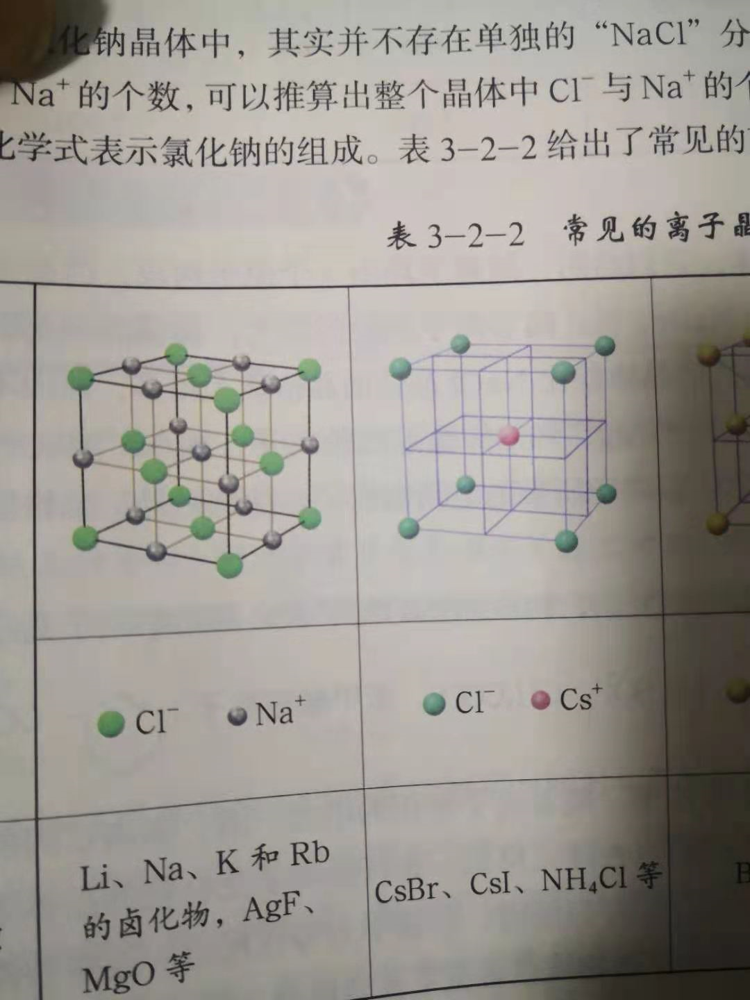 化钠晶体中，其实并不存在单独的“NaCl”分
Na⁺的个数，可以推算出整个晶体中Cl⁻与Na⁺的个
化学式表示氯化钠的组成。表3-2-2给出了常见的
表 3-2-2 常见的离子晶
Cl⁻ Na⁺
Cl⁻ Cs⁺
Li、Na、K 和 Rb
的卤化物，AgF、
MgO 等
CsBr、CsI、NH₄Cl 等
B